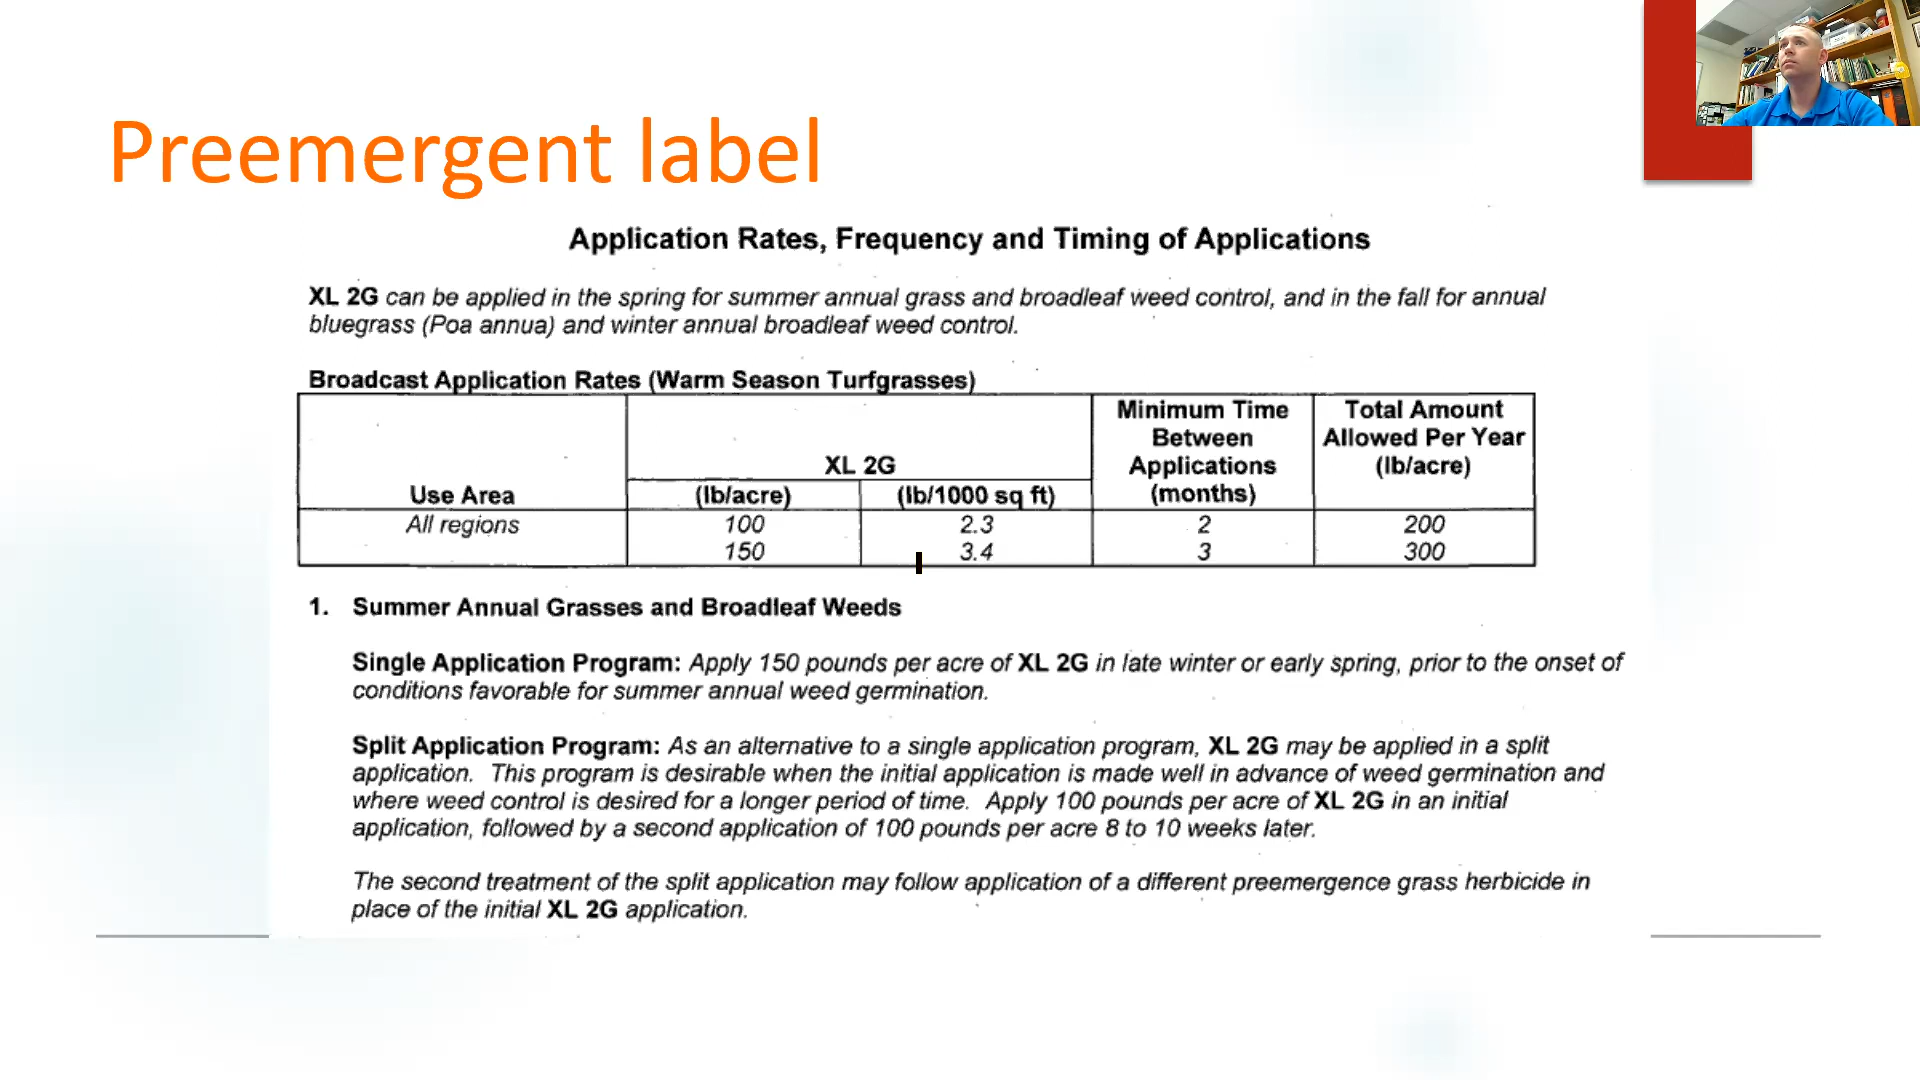 Preemergent label
Application Rates, Frequency and Timing of Applications
XL 2G can be applied in the spring for summer annual grass and broadleaf weed control, and in the fall for annual
bluegrass (Poa annua) and winter annual broadleaf weed control.
Broadcast Application Rates (Warm Season Turfgrasses)
Minimum Time Total Amount
Between Allowed Per Year
XL 2G Applications (lb/acre)
Use Area (lb/acre) (lb/1000 sq ft) (months)
All regions 100 2.3 2 200
150 3.4 3 300
1. Summer Annual Grasses and Broadleaf Weeds
Single Application Program: Apply 150 pounds per acre of XL 2G in late winter or early spring, prior to the onset of
conditions favorable for summer annual weed germination.
Split Application Program: As an alternative to a single application program, XL 2G may be applied in a split
application. This program is desirable when the initial application is made well in advance of weed germination and
where weed control is desired for a longer period of time. Apply 100 pounds per acre of XL 2G in an initial
application, followed by a second application of 100 pounds per acre 8 to 10 weeks later.
The second treatment of the split application may follow application of a different preemergence grass herbicide in
place of the initial XL 2G application.